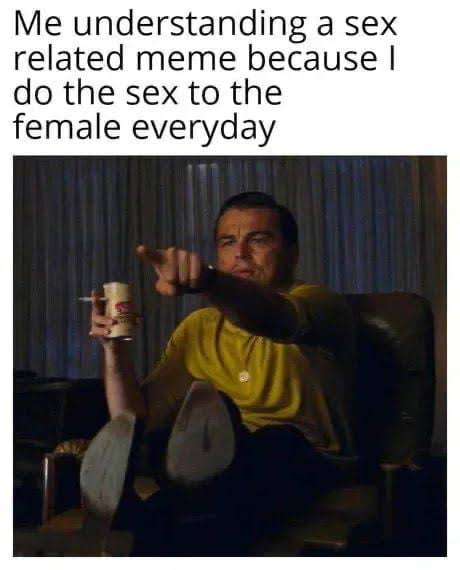 Me understanding a sex
related meme because I
do the sex to the
female everyday